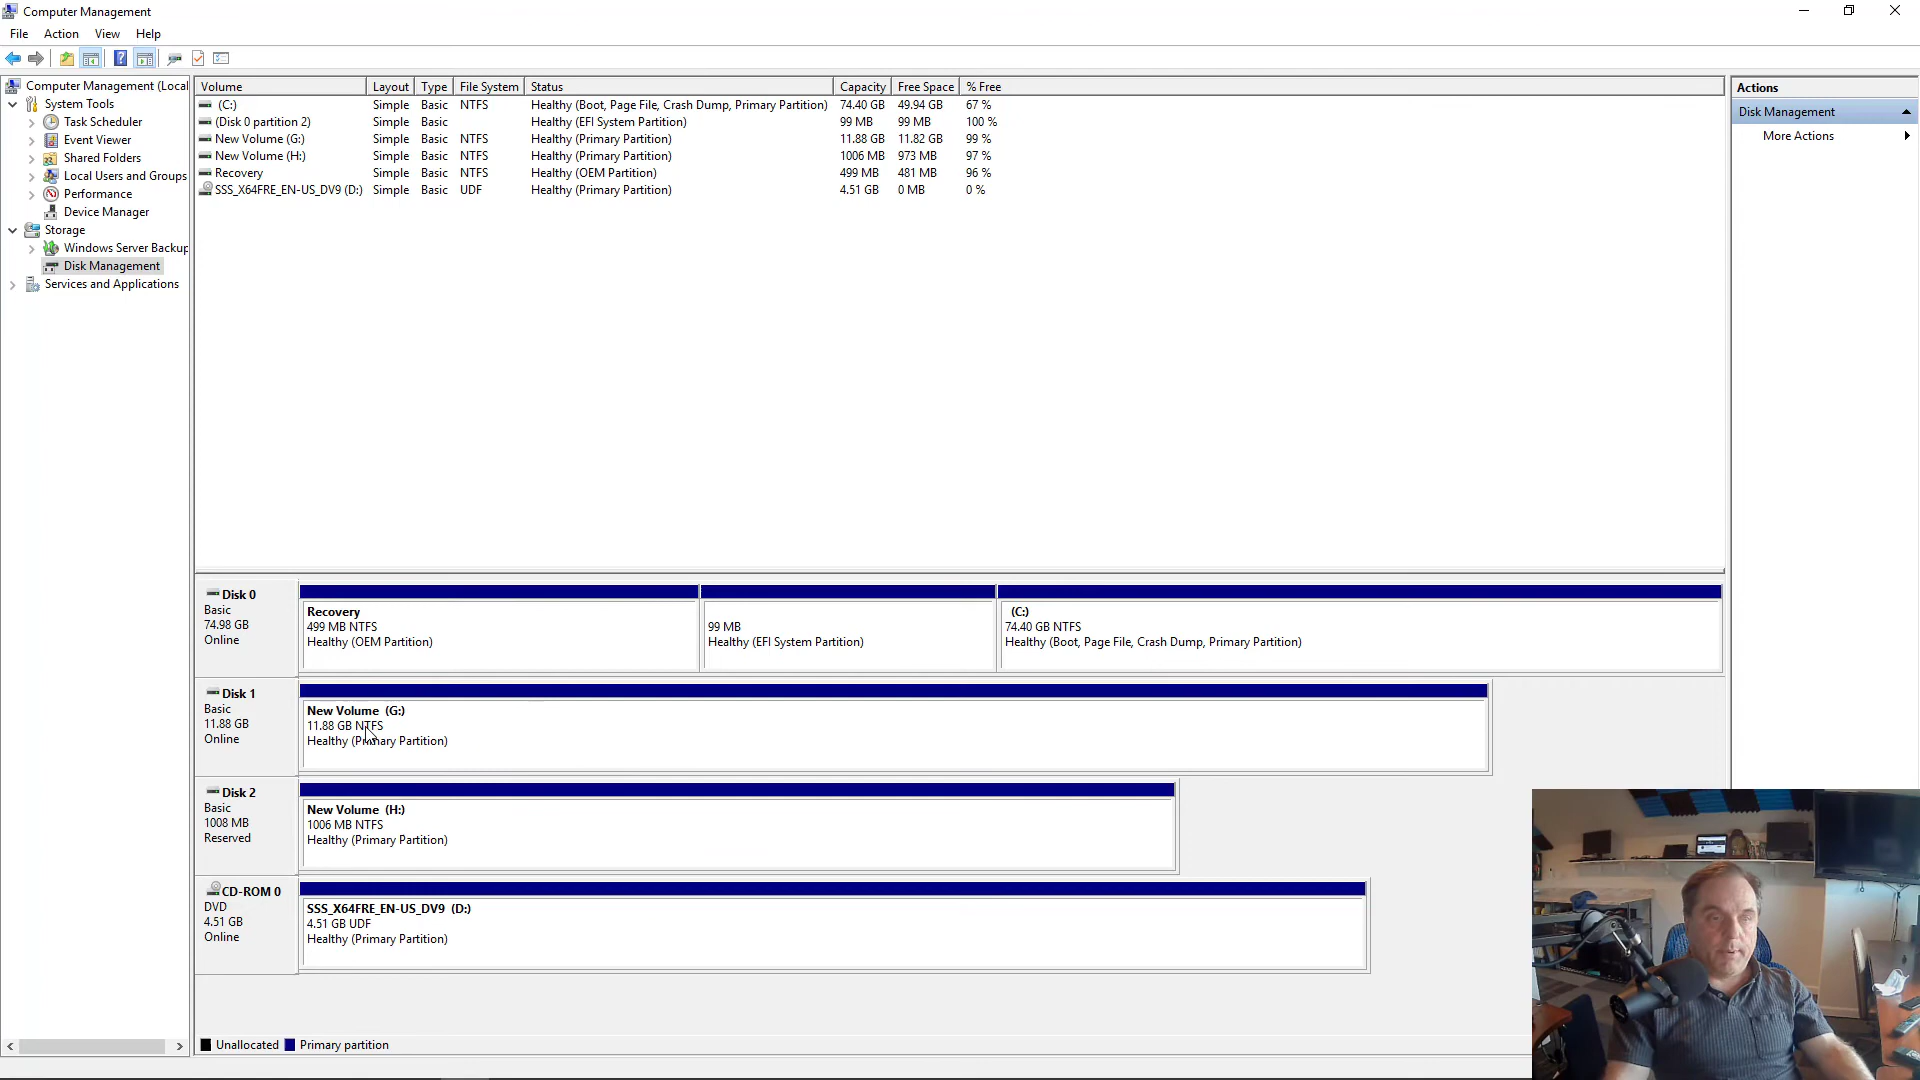 Computer Management
File Action View Help
Computer Management (Local
System Tools
Task Scheduler
Event Viewer
Shared Folders
Local Users and Groups
Performance
Device Manager
Storage
Windows Server Backup
Disk Management
Services and Applications
Volume Layout Type File System Status Capacity Free Space % Free
(C:) Simple Basic NTFS Healthy (Boot, Page File, Crash Dump, Primary Partition) 74.40 GB 49.94 GB 67 %
(Disk 0 partition 2) Simple Basic Healthy (EFI System Partition) 99 MB 99 MB 100 %
New Volume (G:) Simple Basic NTFS Healthy (Primary Partition) 11.88 GB 11.82 GB 99 %
New Volume (H:) Simple Basic NTFS Healthy (Primary Partition) 1006 MB 973 MB 97 %
Recovery Simple Basic NTFS Healthy (OEM Partition) 499 MB 481 MB 96 %
SSS_X64FRE_EN-US_DV9 (D:) Simple Basic UDF Healthy (Primary Partition) 4.51 GB 0 MB 0 %
Actions
Disk Management
More Actions
Disk 0
Basic
74.98 GB
Online
Recovery
499 MB NTFS
Healthy (OEM Partition)
99 MB
Healthy (EFI System Partition)
(C:)
74.40 GB NTFS
Healthy (Boot, Page File, Crash Dump, Primary Partition)
Disk 1
Basic
11.88 GB
Online
New Volume (G:)
11.88 GB NTFS
Healthy (Primary Partition)
Disk 2
Basic
1008 MB
Reserved
New Volume (H:)
1006 MB NTFS
Healthy (Primary Partition)
CD-ROM 0
DVD
4.51 GB
Online
SSS_X64FRE_EN-US_DV9 (D:)
4.51 GB UDF
Healthy (Primary Partition)
Unallocated Primary partition